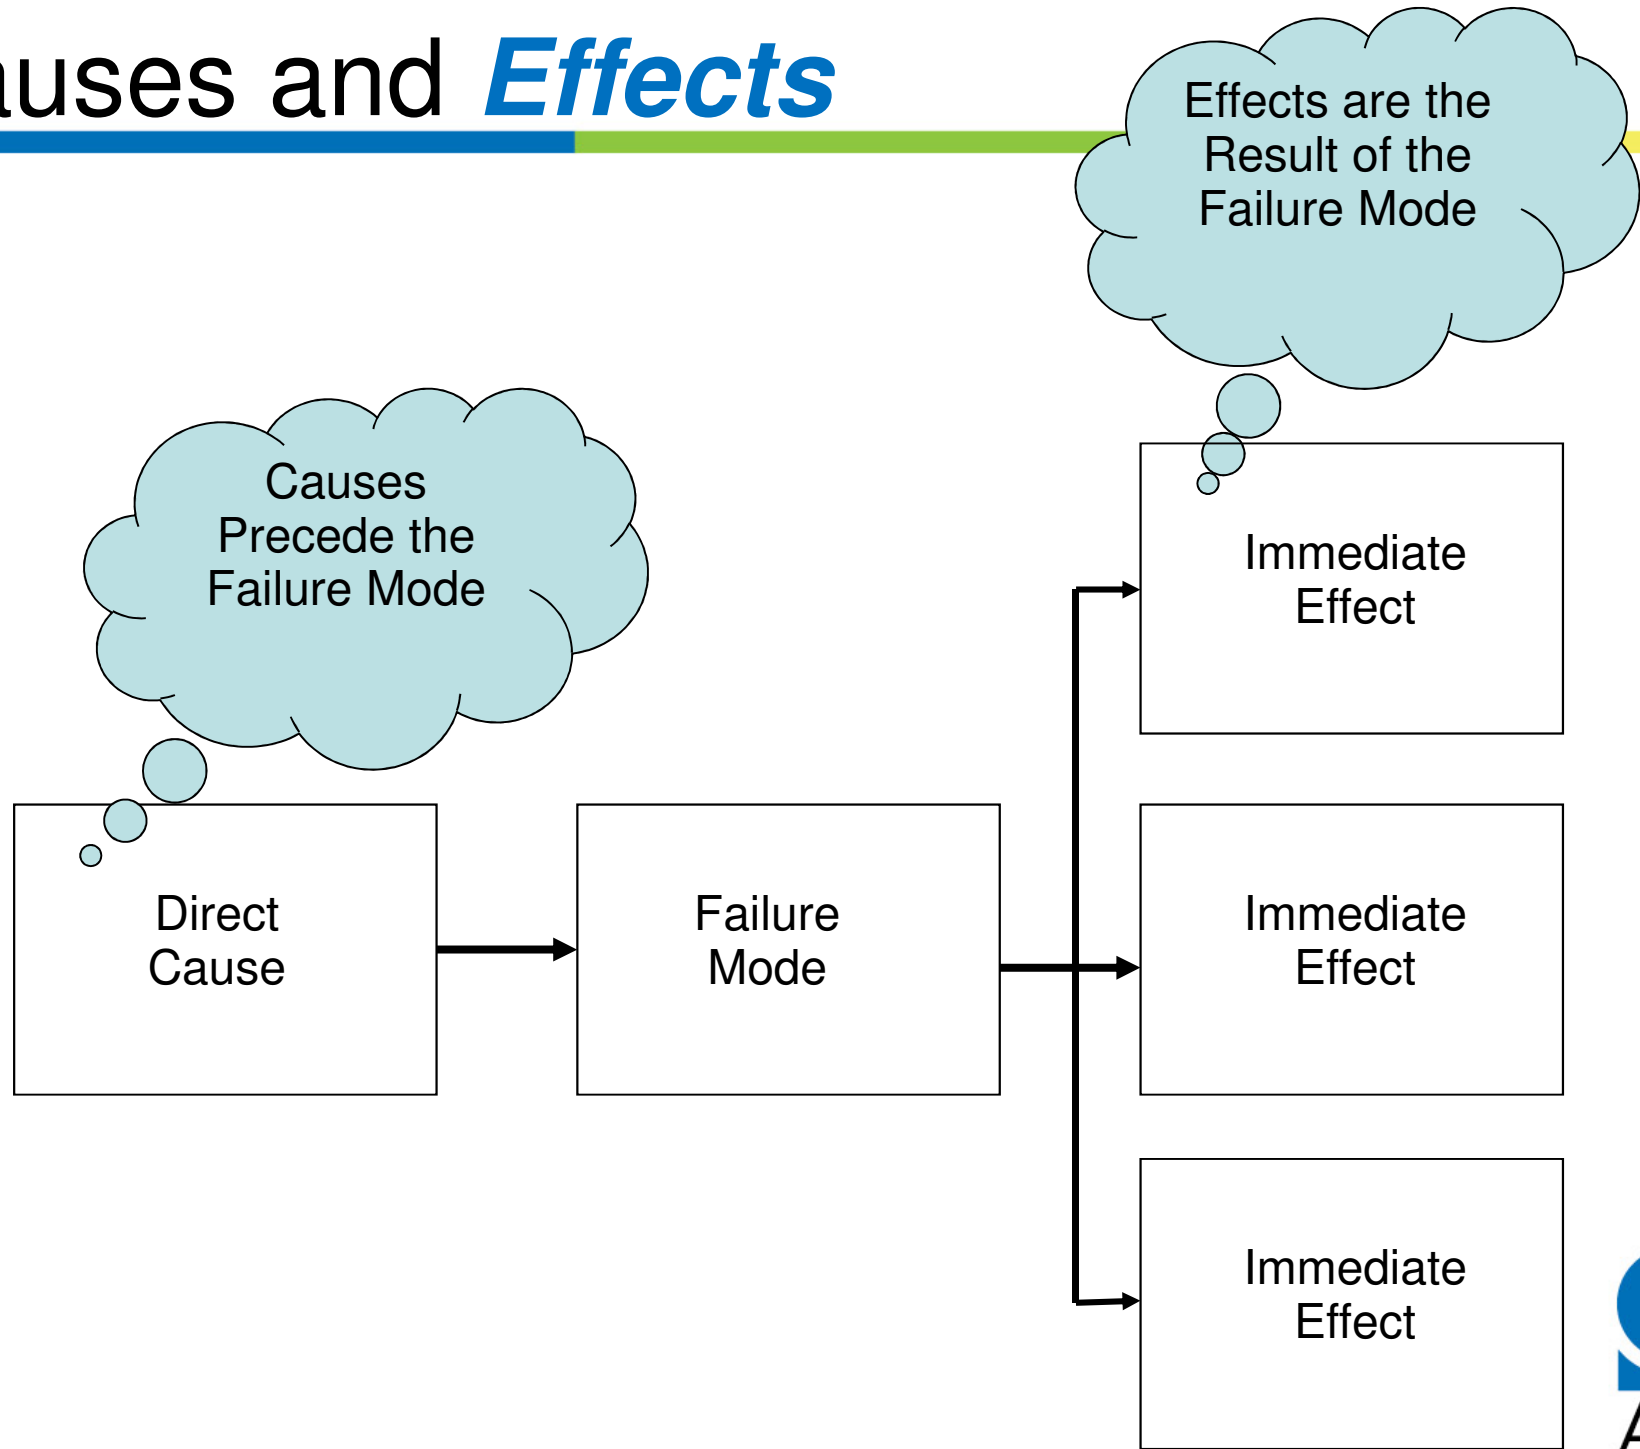 auses and Effects
Effects are the
Result of the
Failure Mode
Causes
Precede the
Failure Mode
Immediate
Effect
Direct
Cause
Failure
Mode
Immediate
Effect
Immediate
Effect